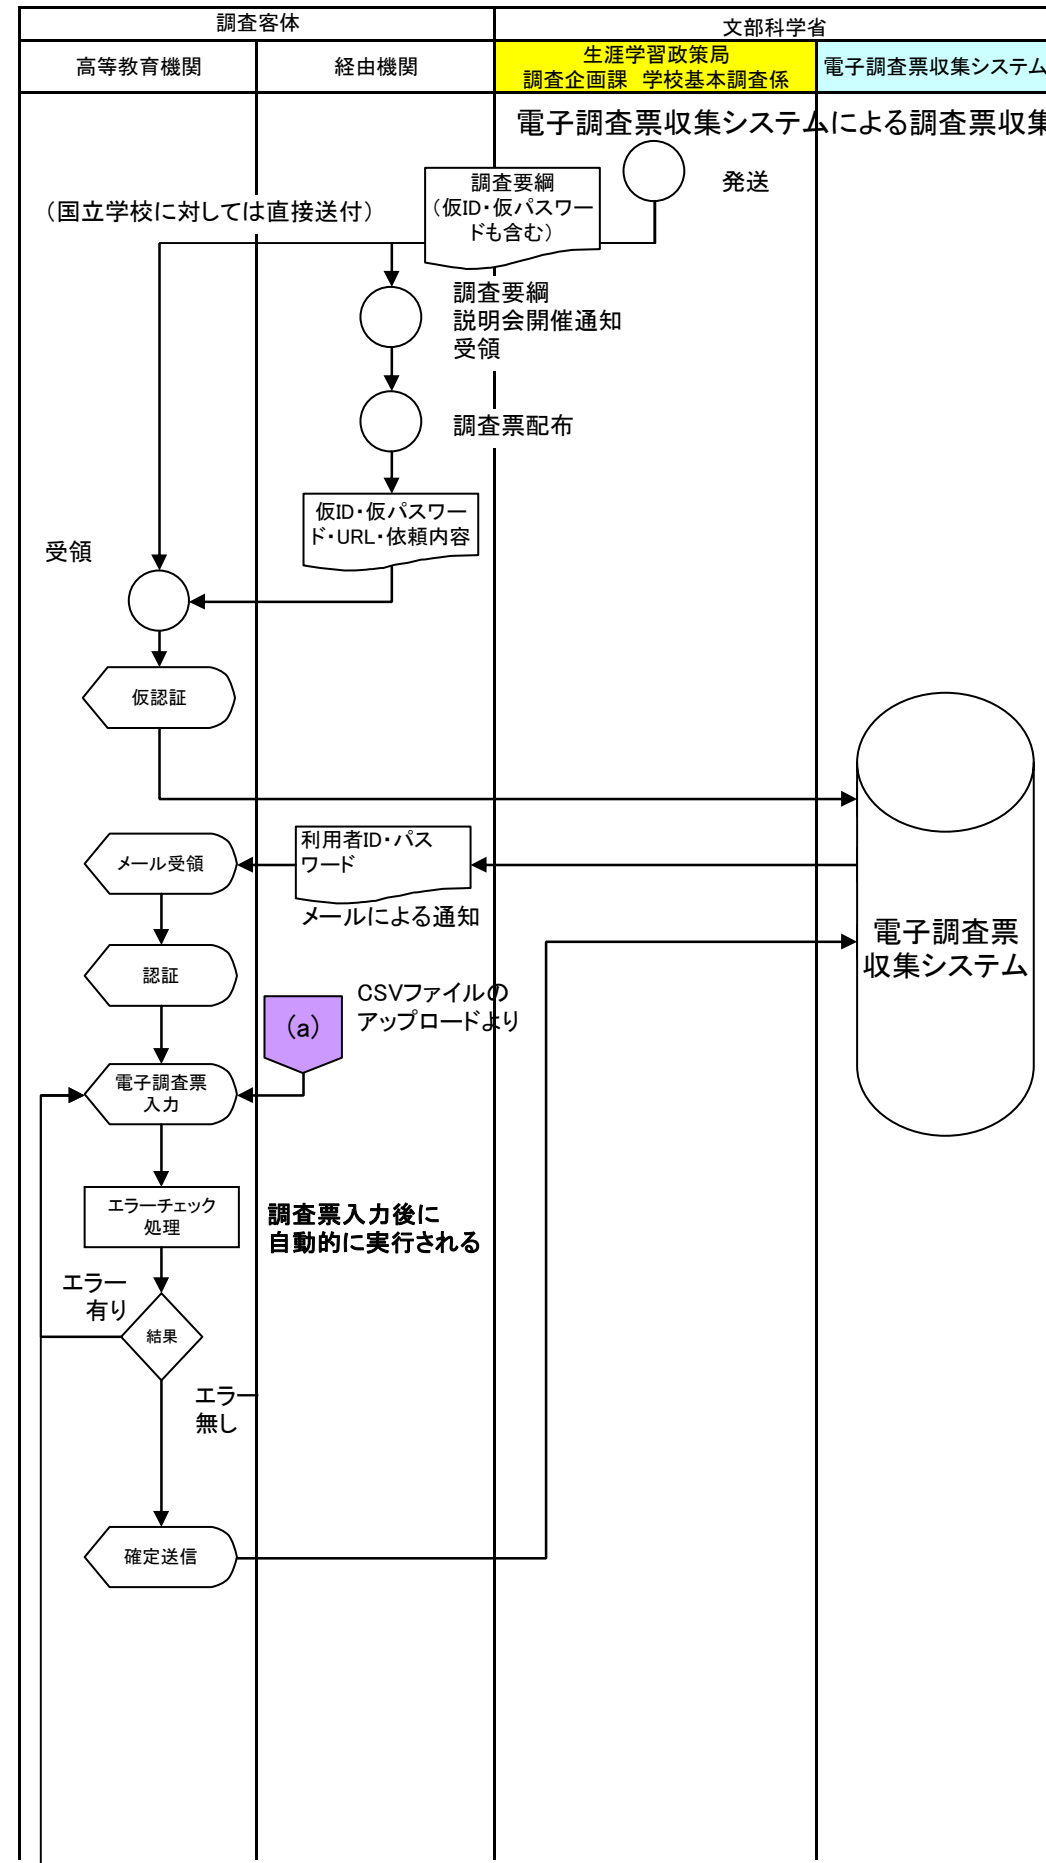 調査客体
文部科学省
高等教育機関
経由機関
生涯学習政策局
調査企画課 学校基本調査係
電子調査票収集システム
電子調査票収集システムによる調査票収集
発送
調査要綱
（仮ID・仮パスワー
ドも含む）
（国立学校に対しては直接送付）
調査要綱
説明会開催通知
受領
調査票配布
仮ID・仮パスワー
ド・URL・依頼内容
受領
仮認証
利用者ID・パス
ワード
メール受領
メールによる通知
電子調査票
収集システム
認証
CSVファイルの
アップロードより
（a）
電子調査票
入力
エラーチェック
処理
調査票入力後に
自動的に実行される
エラー
有り
結果
エラー
無し
確定送信